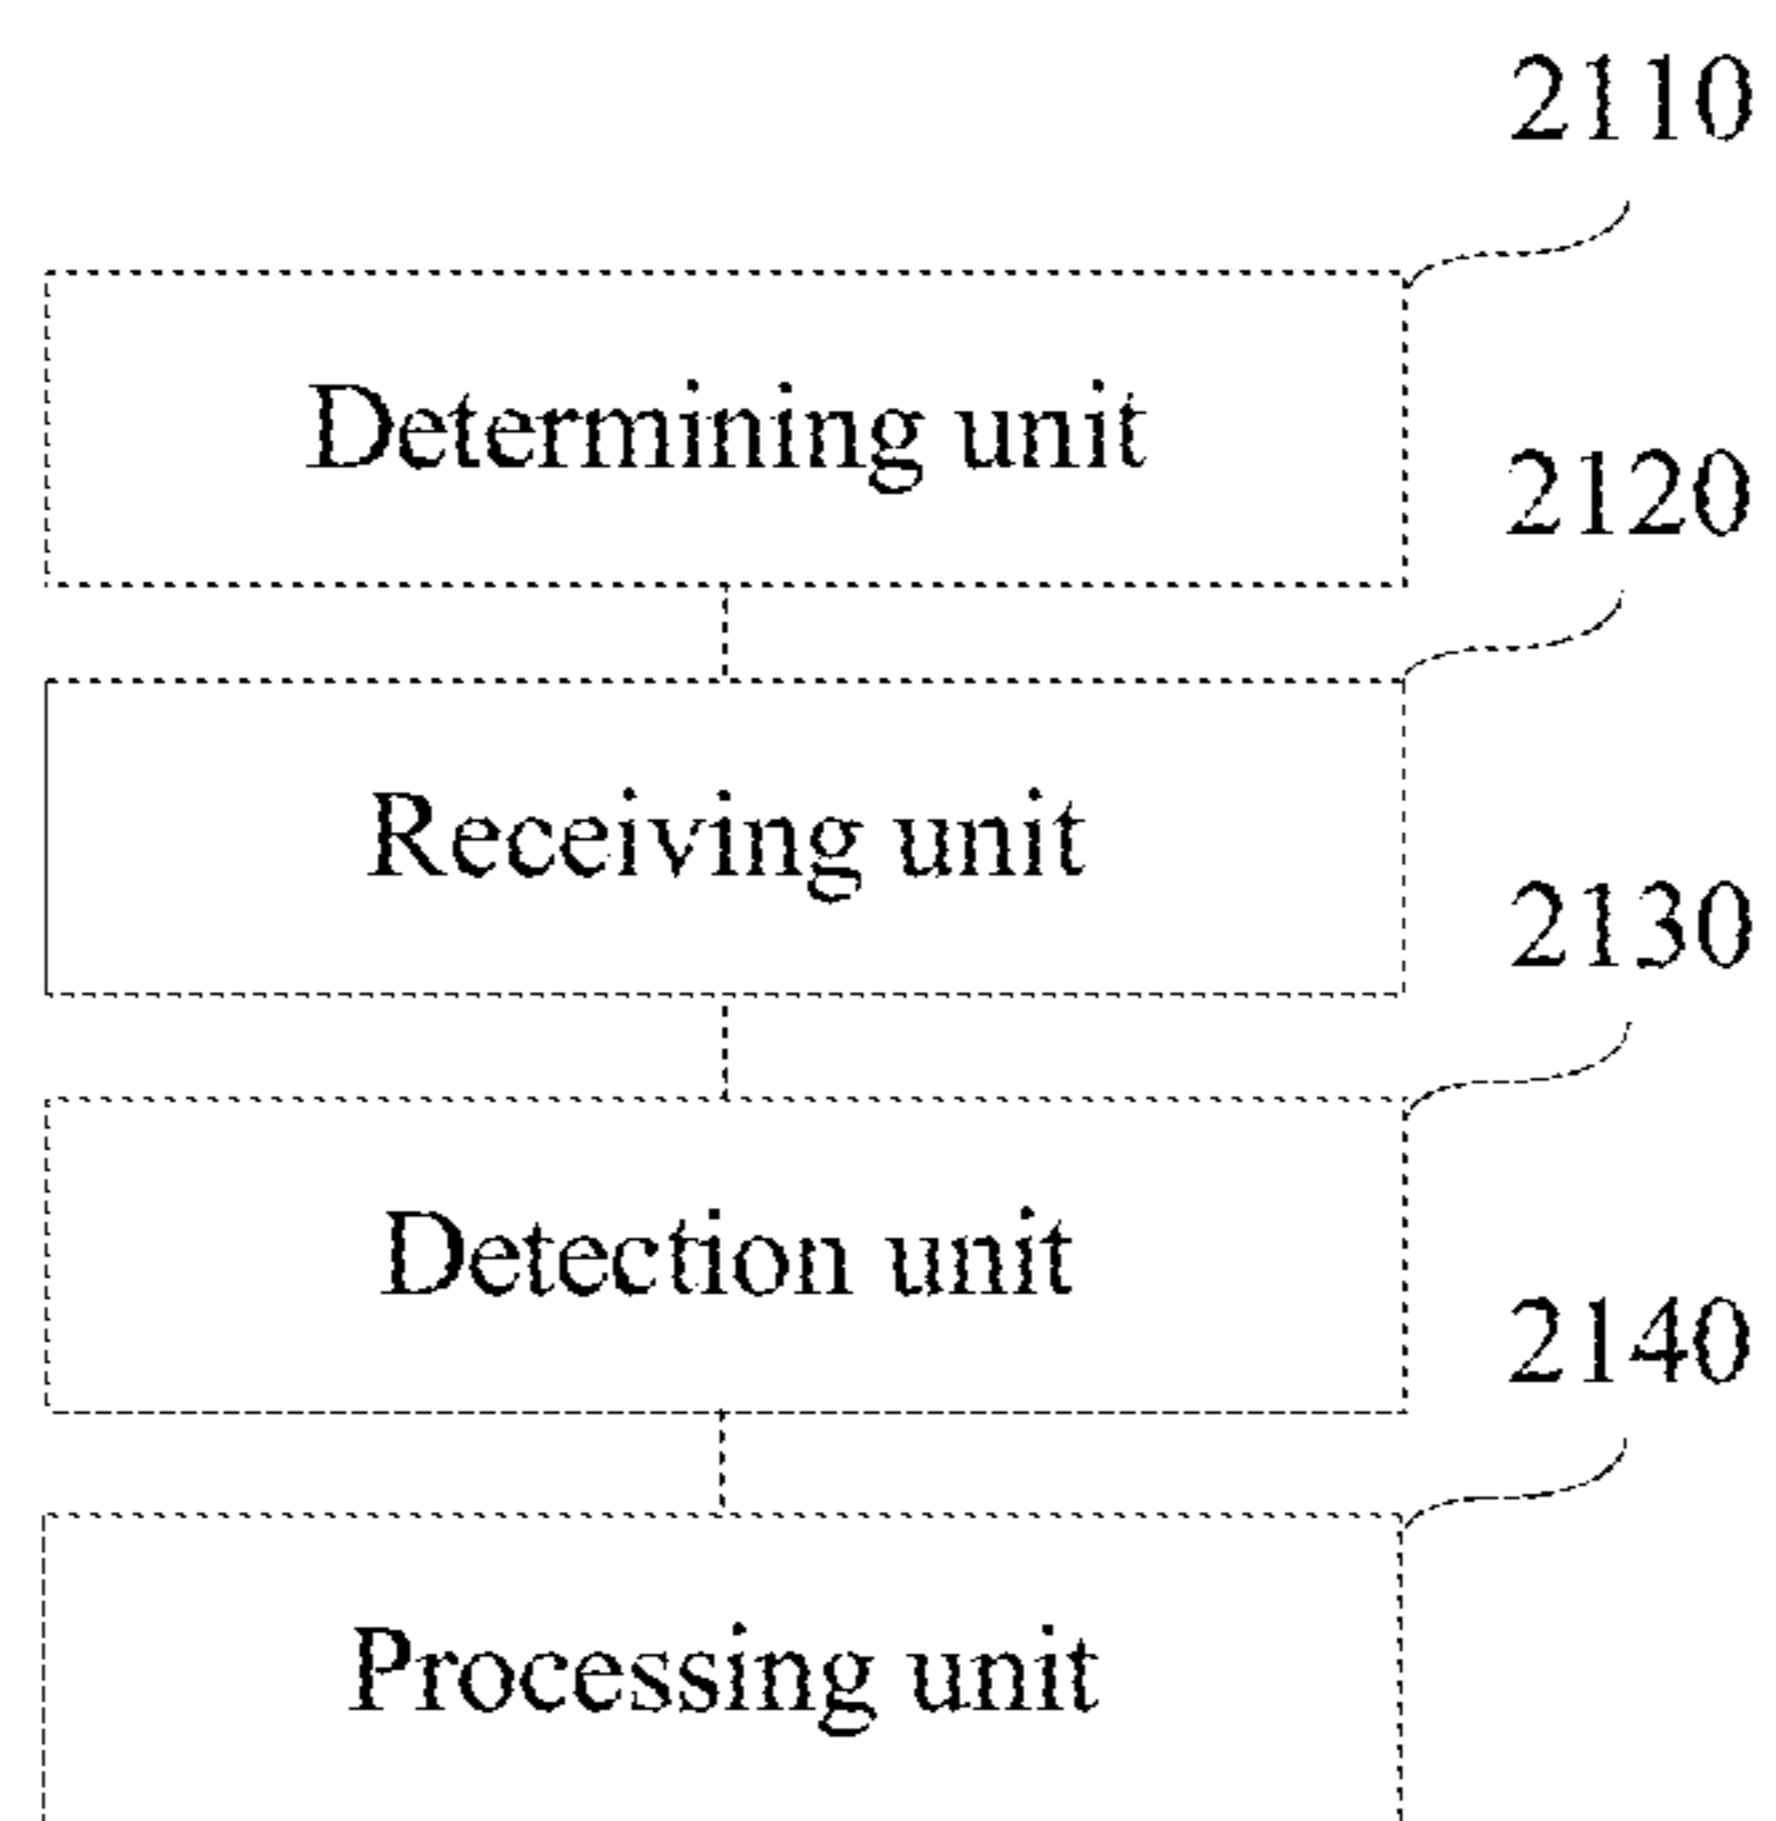 2110
Determining unit
2120
Receiving unit
2130
Detection unit
2140
Processing unit